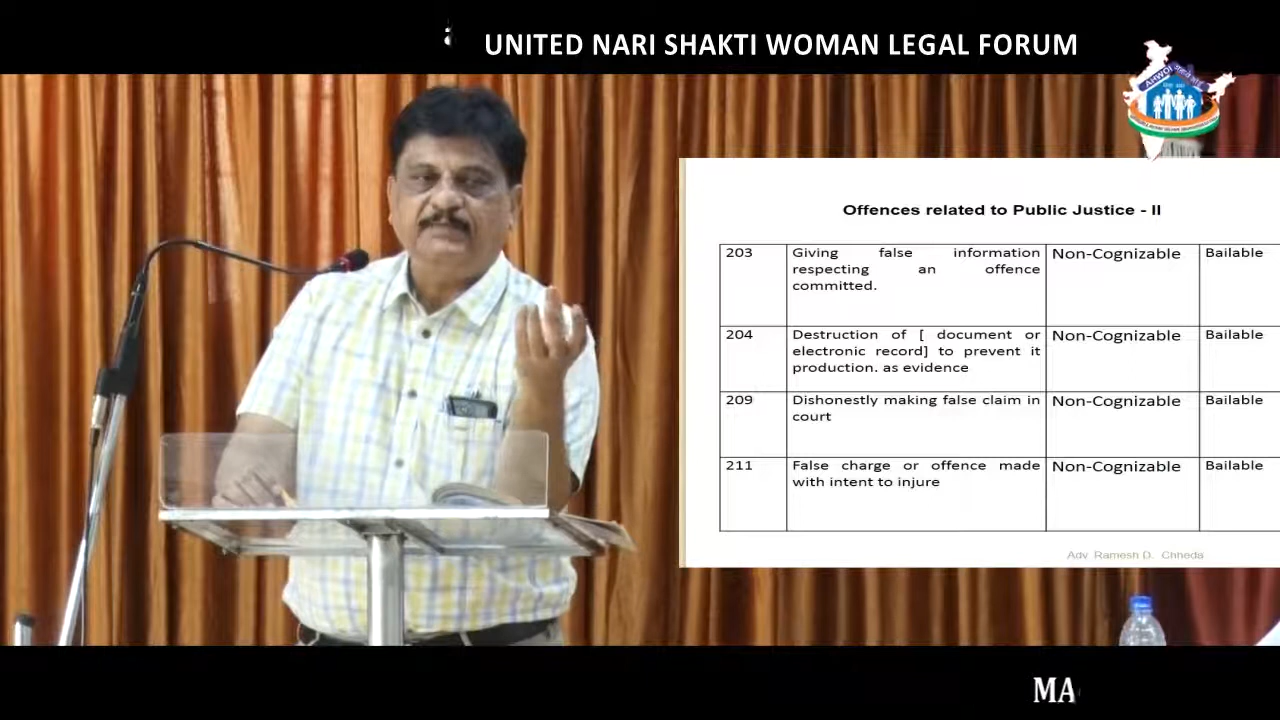 UNITED NARI SHAKTI WOMAN LEGAL FORUM
AHWDI
Offences related to Public Justice - II
203 Giving false information respecting an offence committed. Non-Cognizable Bailable
204 Destruction of [ document or electronic record] to prevent it production. as evidence Non-Cognizable Bailable
209 Dishonestly making false claim in court Non-Cognizable Bailable
211 False charge or offence made with intent to injure Non-Cognizable Bailable
Adv Ramesh D. Chheda
MA